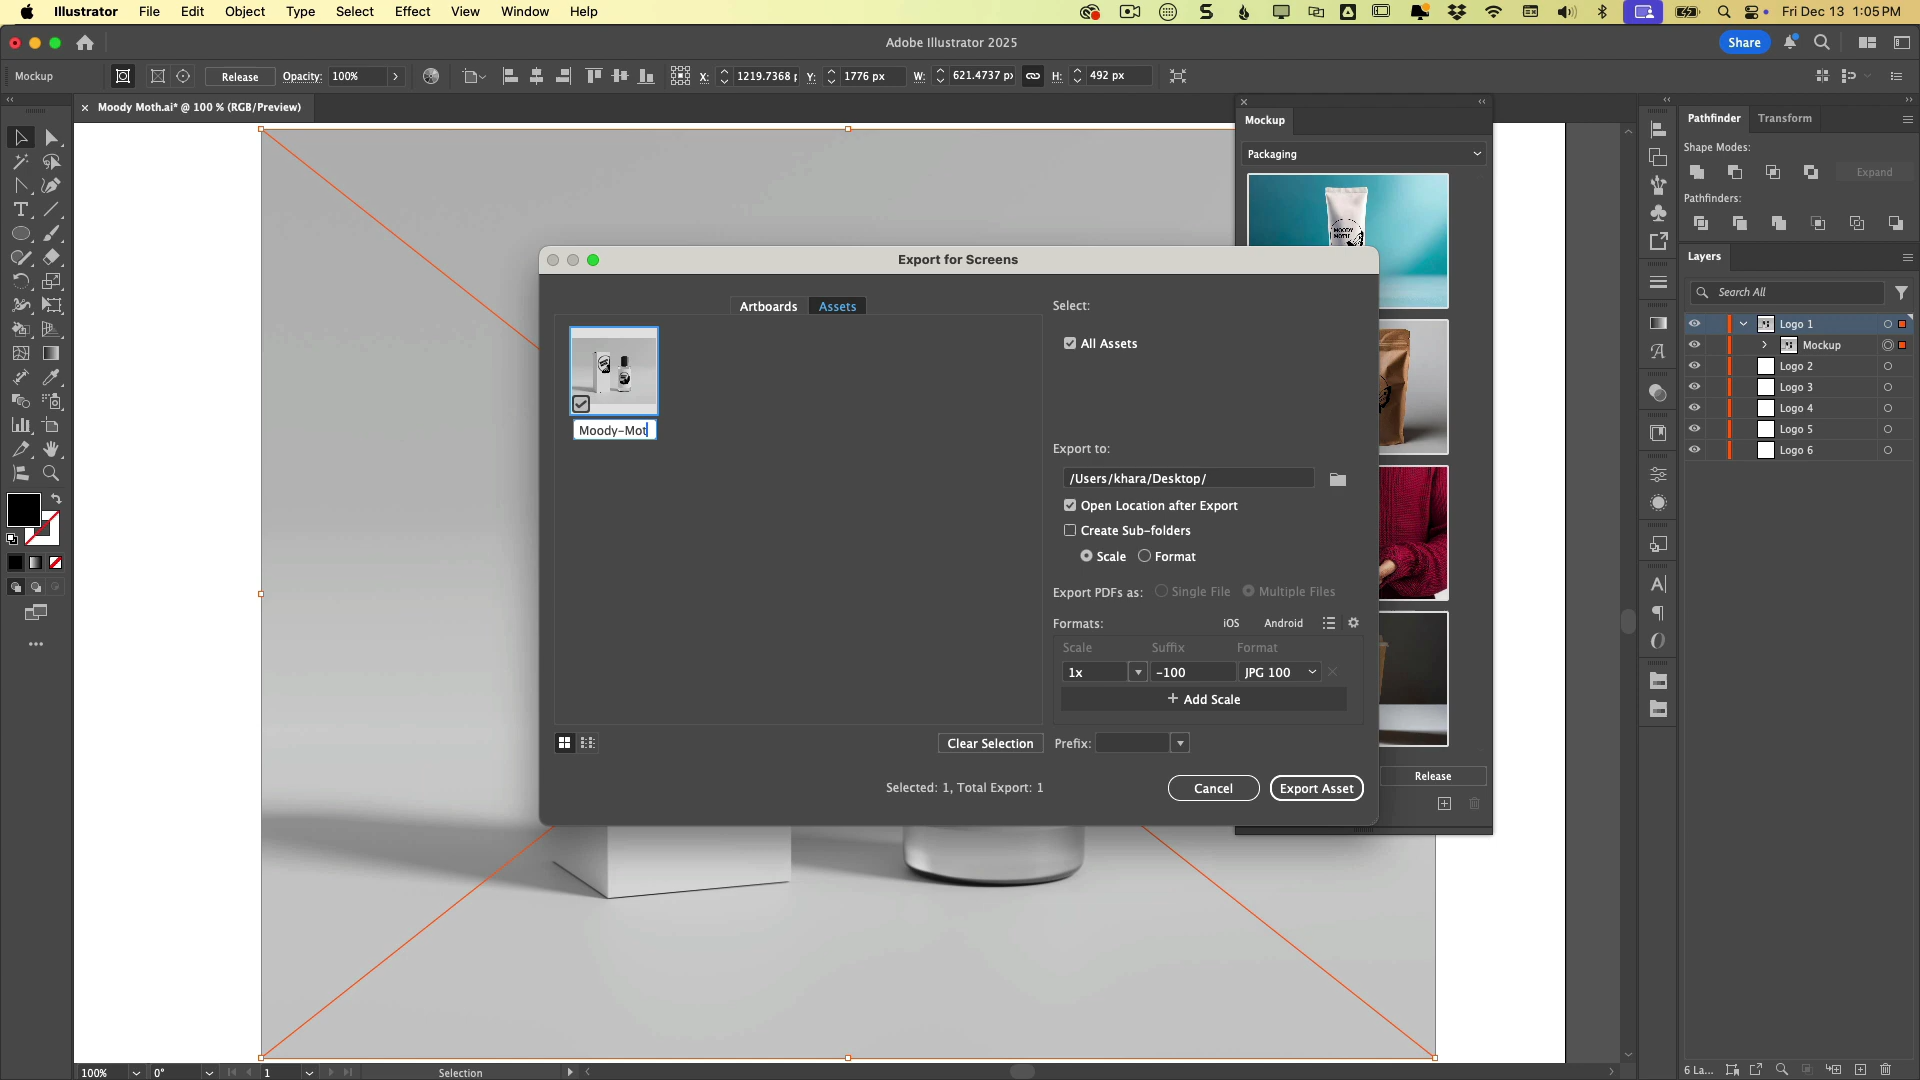 Illustrator File Edit Object Type Select Effect View Window Help
Fri Dec 13 1:05 PM
Adobe Illustrator 2025
Share
Mockup
Release
Opacity: 100%
X: 1219.7368 p
Y: 1776 px
W: 621.4737 px
H: 492 px
Moody Moth.ai* @ 100 % (RGB/Preview)
Mockup
Packaging
MOODY
MOTH
Release
Export for Screens
Artboards Assets
Moody-Mot
Select:
All Assets
Export to:
/Users/khara/Desktop/
Open Location after Export
Create Sub-folders
Scale Format
Export PDFs as: Single File Multiple Files
Formats: iOS Android
Scale Suffix Format
1x -100 JPG 100
+ Add Scale
Clear Selection
Prefix:
Selected: 1, Total Export: 1
Cancel
Export Asset
Pathfinder Transform
Shape Modes:
Expand
Pathfinders:
Layers
Search All
Logo 1
Mockup
Logo 2
Logo 3
Logo 4
Logo 5
Logo 6
6 La...
100% 0° 1 Selection